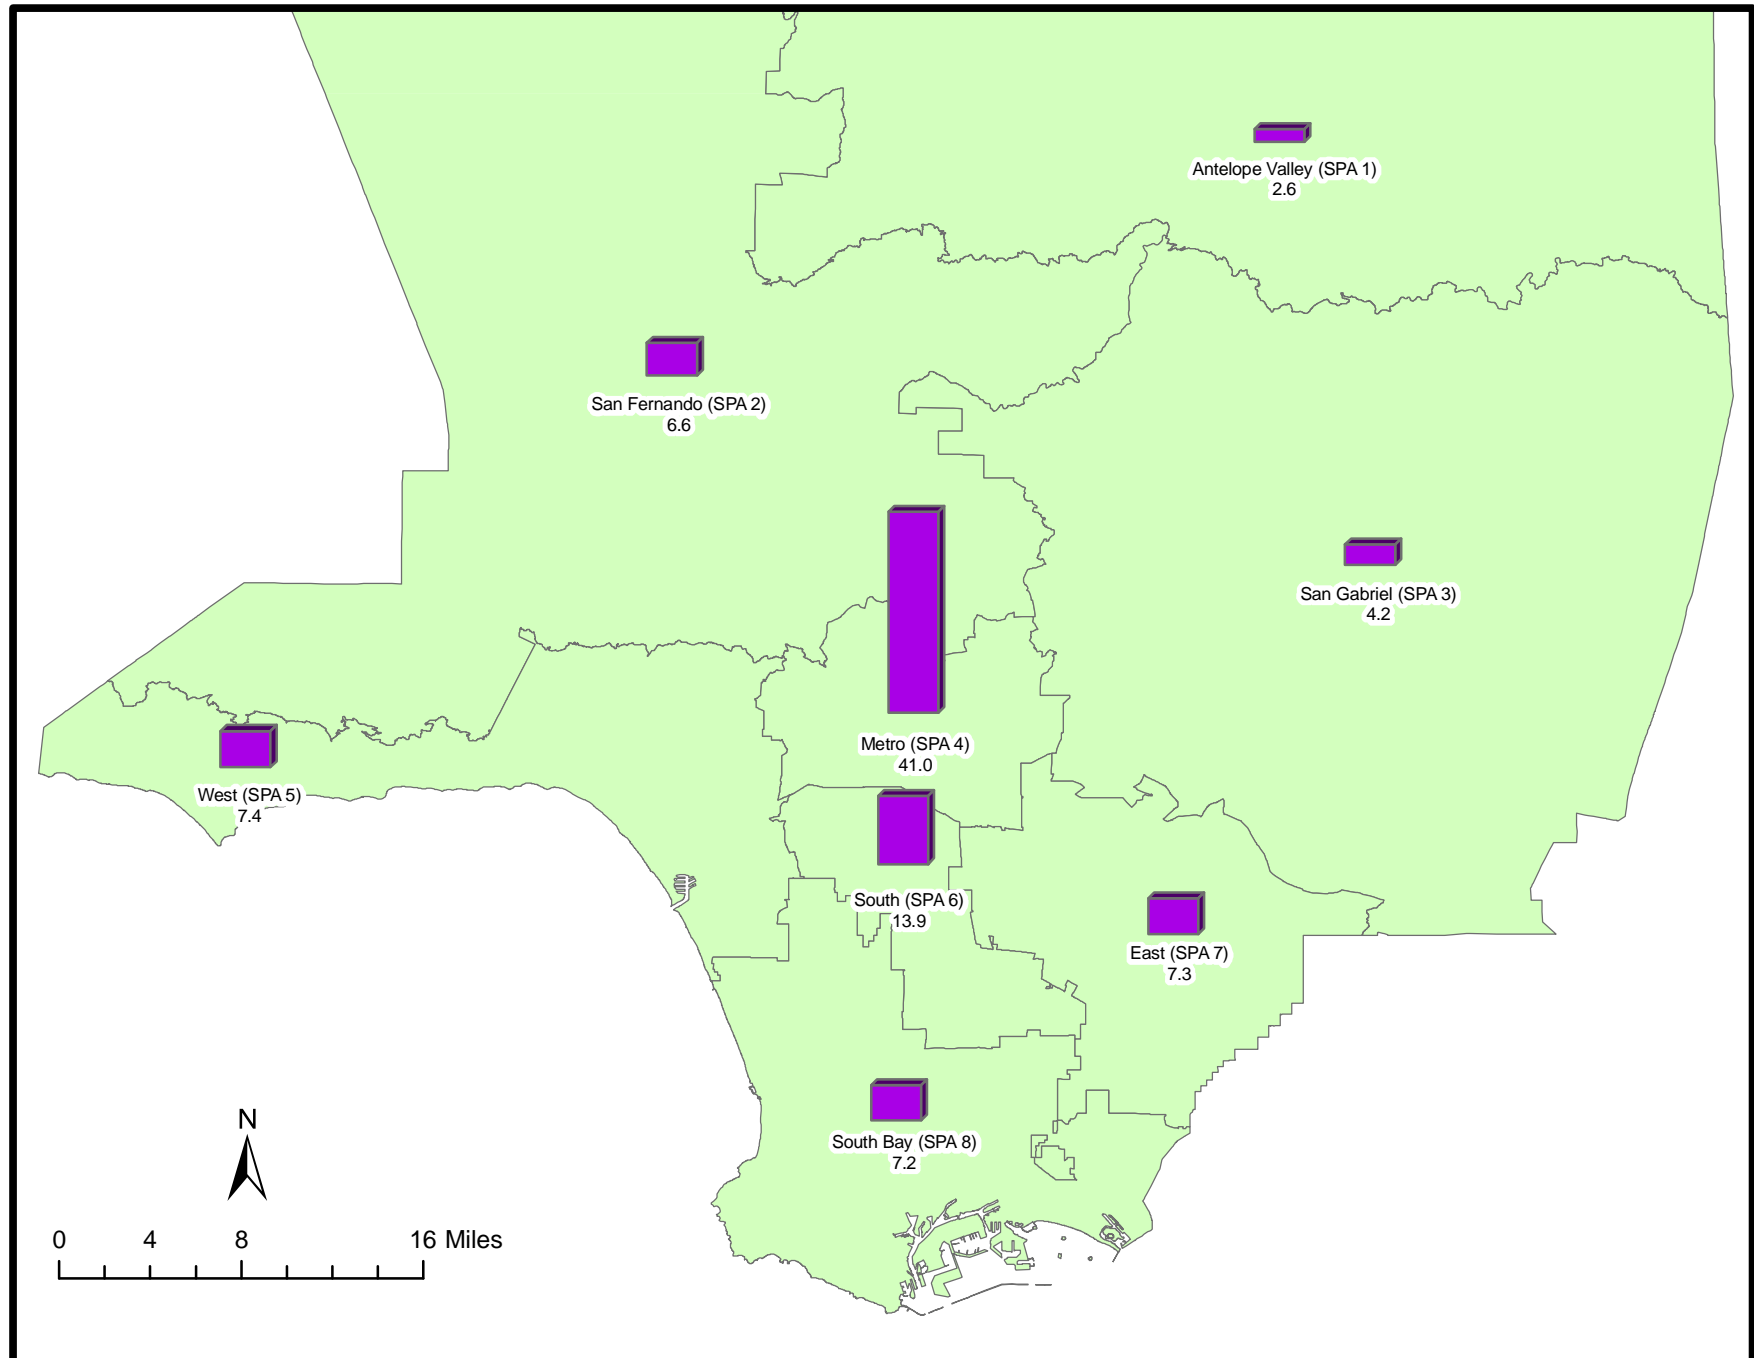 Antelope Valley (SPA 1)
2.6
San Fernando (SPA 2)
6.6
San Gabriel (SPA 3)
4.2
Metro (SPA 4)
41.0
West (SPA 5)
7.4
South (SPA 6)
13.9
East (SPA 7)
7.3
South Bay (SPA 8)
7.2
N
0 4 8 16 Miles